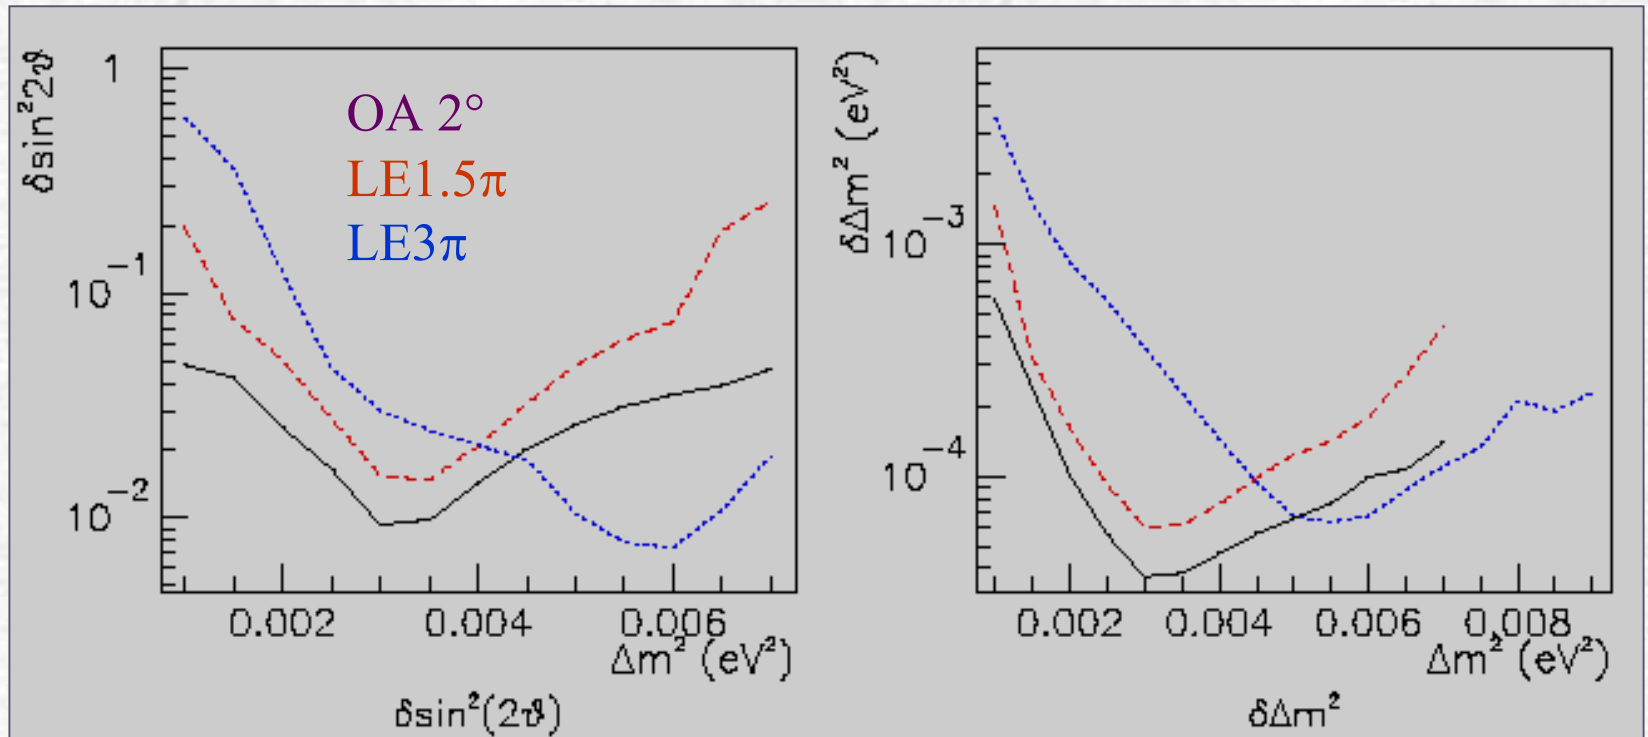 δsin²2ϑ
1
10⁻¹
10⁻²
OA 2°
LE1.5π
LE3π
0.002 0.004 0.006
Δm² (eV²)
δsin²(2ϑ)
δΔm² (eV²)
10⁻³
10⁻⁴
0.002 0.004 0.006 0.008
Δm² (eV²)
δΔm²